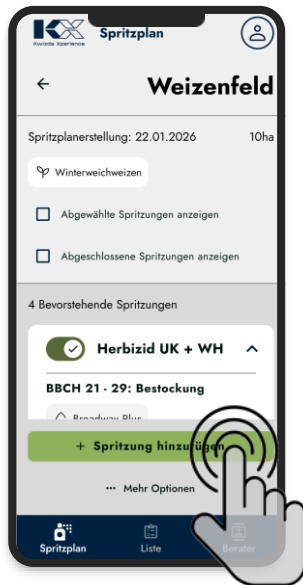 KX
Kwizda Xperience
Spritzplan
←
Weizenfeld
Spritzplanerstellung: 22.01.2026
10ha
Winterweichweizen
Abgewählte Spritzungen anzeigen
Abgeschlossene Spritzungen anzeigen
4 Bevorstehende Spritzungen
Herbizid UK + WH
BBCH 21 - 29: Bestockung
Broadway Plus
+ Spritzung hinzufügen
··· Mehr Optionen
Spritzplan
Liste
Berater